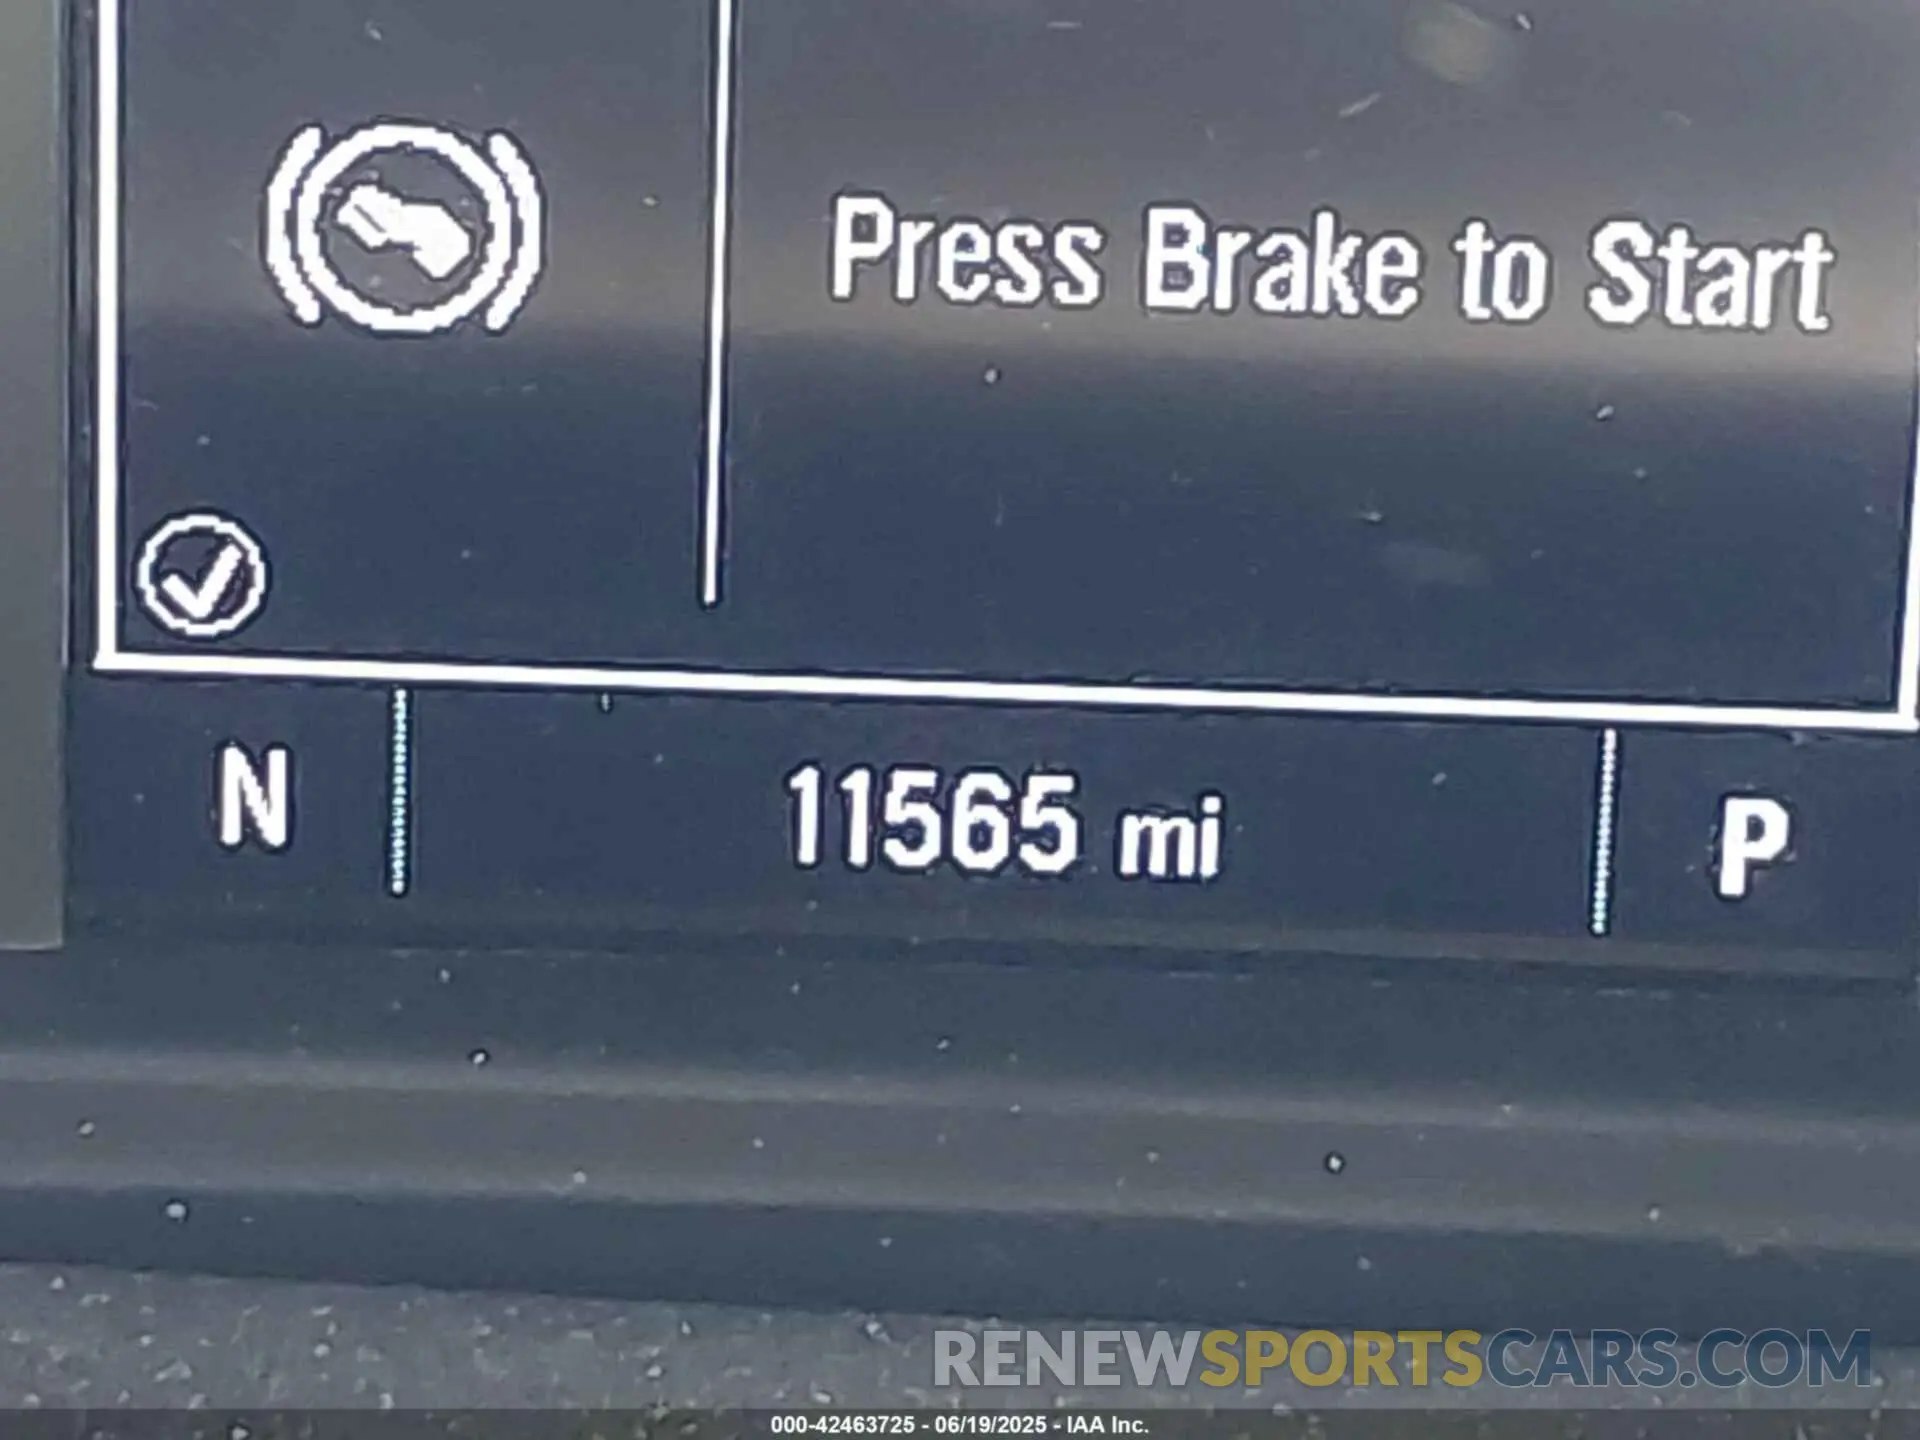 Press Brake to Start
N 11565 mi P
RENEWSPORTSCARS.COM
000-42463725 - 06/19/2025 - IAA Inc.